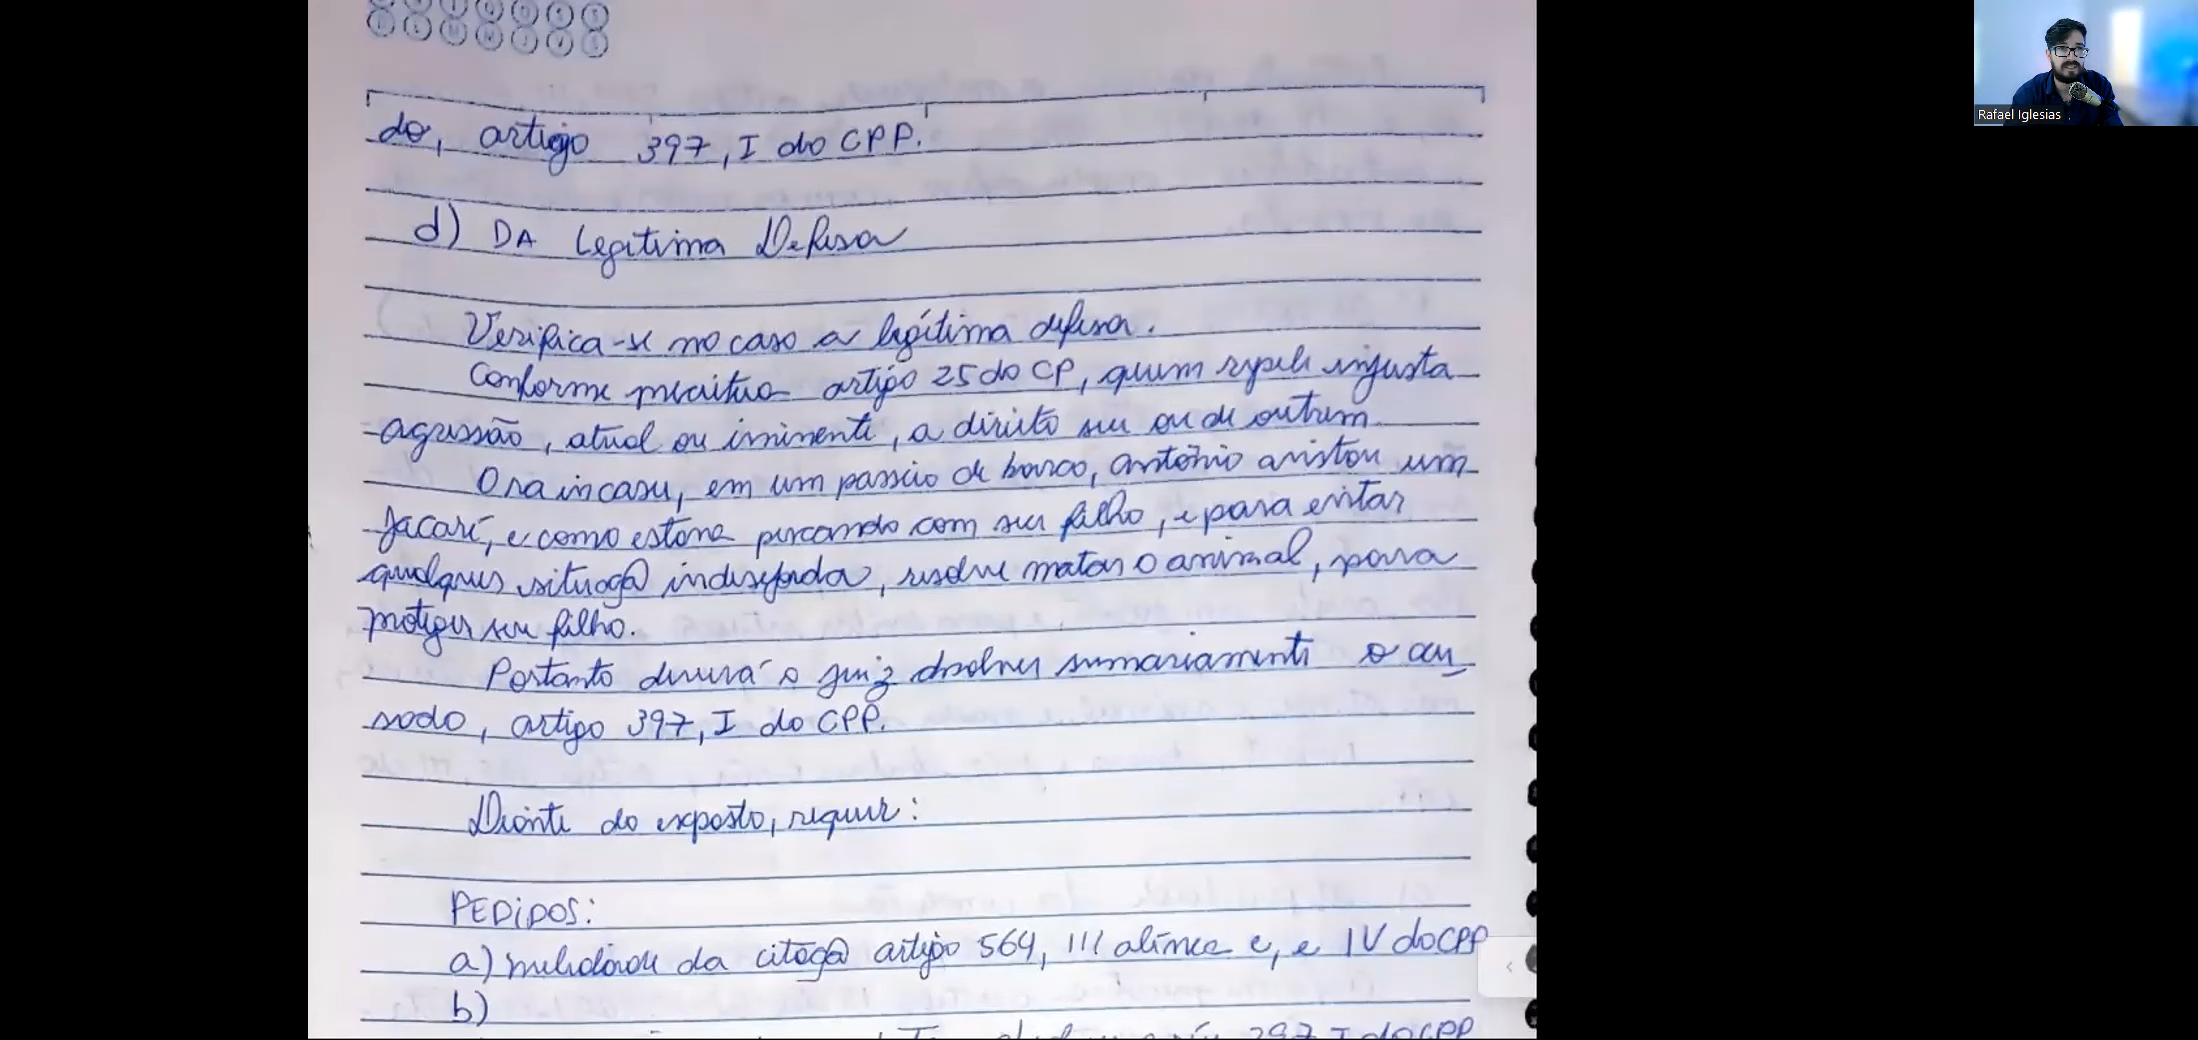 do, artigo 397, I do CPP.
d) DA Legitima Defesa
Verifica-se no caso a legítima defesa.
Conforme preceitua artigo 25 do CP, quem repele injusta
agressão, atual ou iminente, a direito seu ou de outrem
Ora in casu, em um passeio de barco, Antônio avistou um
Jacaré, e como estava pescando com seu filho, e para evitar
qualquer situação indesejada, resolve matar o animal, para
proteger seu filho.
Portanto deverá o juiz absolver sumariamente o acu
sado, artigo 397, I do CPP.
Diante do exposto, requer:
PEDIDOS:
a) nulidade da citação artigo 564, III alínea e, e IV do CPP
b)
397 I do CPP
Rafael Iglesias